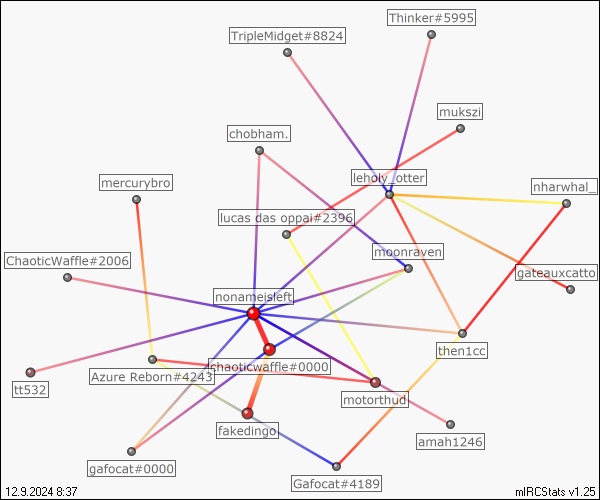 Thinker#5995
TripleMidget#8824
mukszi
chobham.
leholy_otter
mercurybro
nharwhal_
lucas das oppai#2396
moonraven
ChaoticWaffle#2006
gateauxcatto
nonameisleft
then1cc
chaoticwaffle#0000
Azure Reborn#4243
tt532
motorthud
fakedingo
amah1246
gafocat#0000
Gafocat#4189
12.9.2024 8:37
mIRCStats v1.25